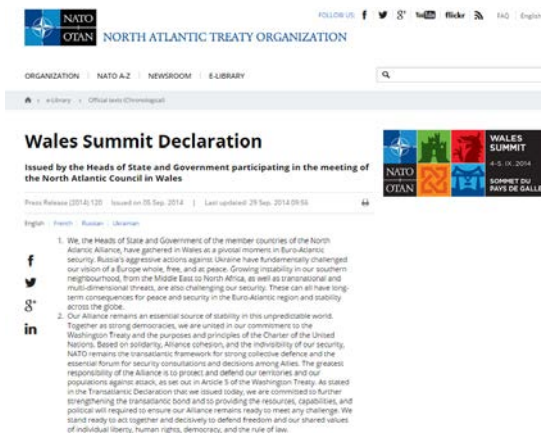 NATO
OTAN
NORTH ATLANTIC TREATY ORGANIZATION
FOLLOW US
f
g+
You Tube
flickr
FAQ
English
ORGANIZATION
NATO A-Z
NEWSROOM
E-LIBRARY
e-Library
Official texts (Chronological)
Wales Summit Declaration
Issued by the Heads of State and Government participating in the meeting of
the North Atlantic Council in Wales
Press Release (2014) 120
Issued on 05 Sep. 2014
Last updated: 29 Sep. 2014 09:56
English
French
Russian
Ukrainian
NATO
OTAN
WALES
SUMMIT
4-5. IX. 2014
SOMMET DU
PAYS DE GALLE
f
g+
in
1. We, the Heads of State and Government of the member countries of the North
Atlantic Alliance, have gathered in Wales at a pivotal moment in Euro-Atlantic
security. Russia's aggressive actions against Ukraine have fundamentally challenged
our vision of a Europe whole, free, and at peace. Growing instability in our southern
neighbourhood, from the Middle East to North Africa, as well as transnational and
multi-dimensional threats, are also challenging our security. These can all have long-
term consequences for peace and security in the Euro-Atlantic region and stability
across the globe.
2. Our Alliance remains an essential source of stability in this unpredictable world.
Together as strong democracies, we are united in our commitment to the
Washington Treaty and the purposes and principles of the Charter of the United
Nations. Based on solidarity, Alliance cohesion, and the indivisibility of our security,
NATO remains the transatlantic framework for strong collective defence and the
essential forum for security consultations and decisions among Allies. The greatest
responsibility of the Alliance is to protect and defend our territories and our
populations against attack, as set out in Article 5 of the Washington Treaty. As stated
in the Transatlantic Declaration that we issued today, we are committed to further
strengthening the transatlantic bond and to providing the resources, capabilities, and
political will required to ensure our Alliance remains ready to meet any challenge. We
stand ready to act together and decisively to defend freedom and our shared values
of individual liberty, human rights, democracy, and the rule of law.